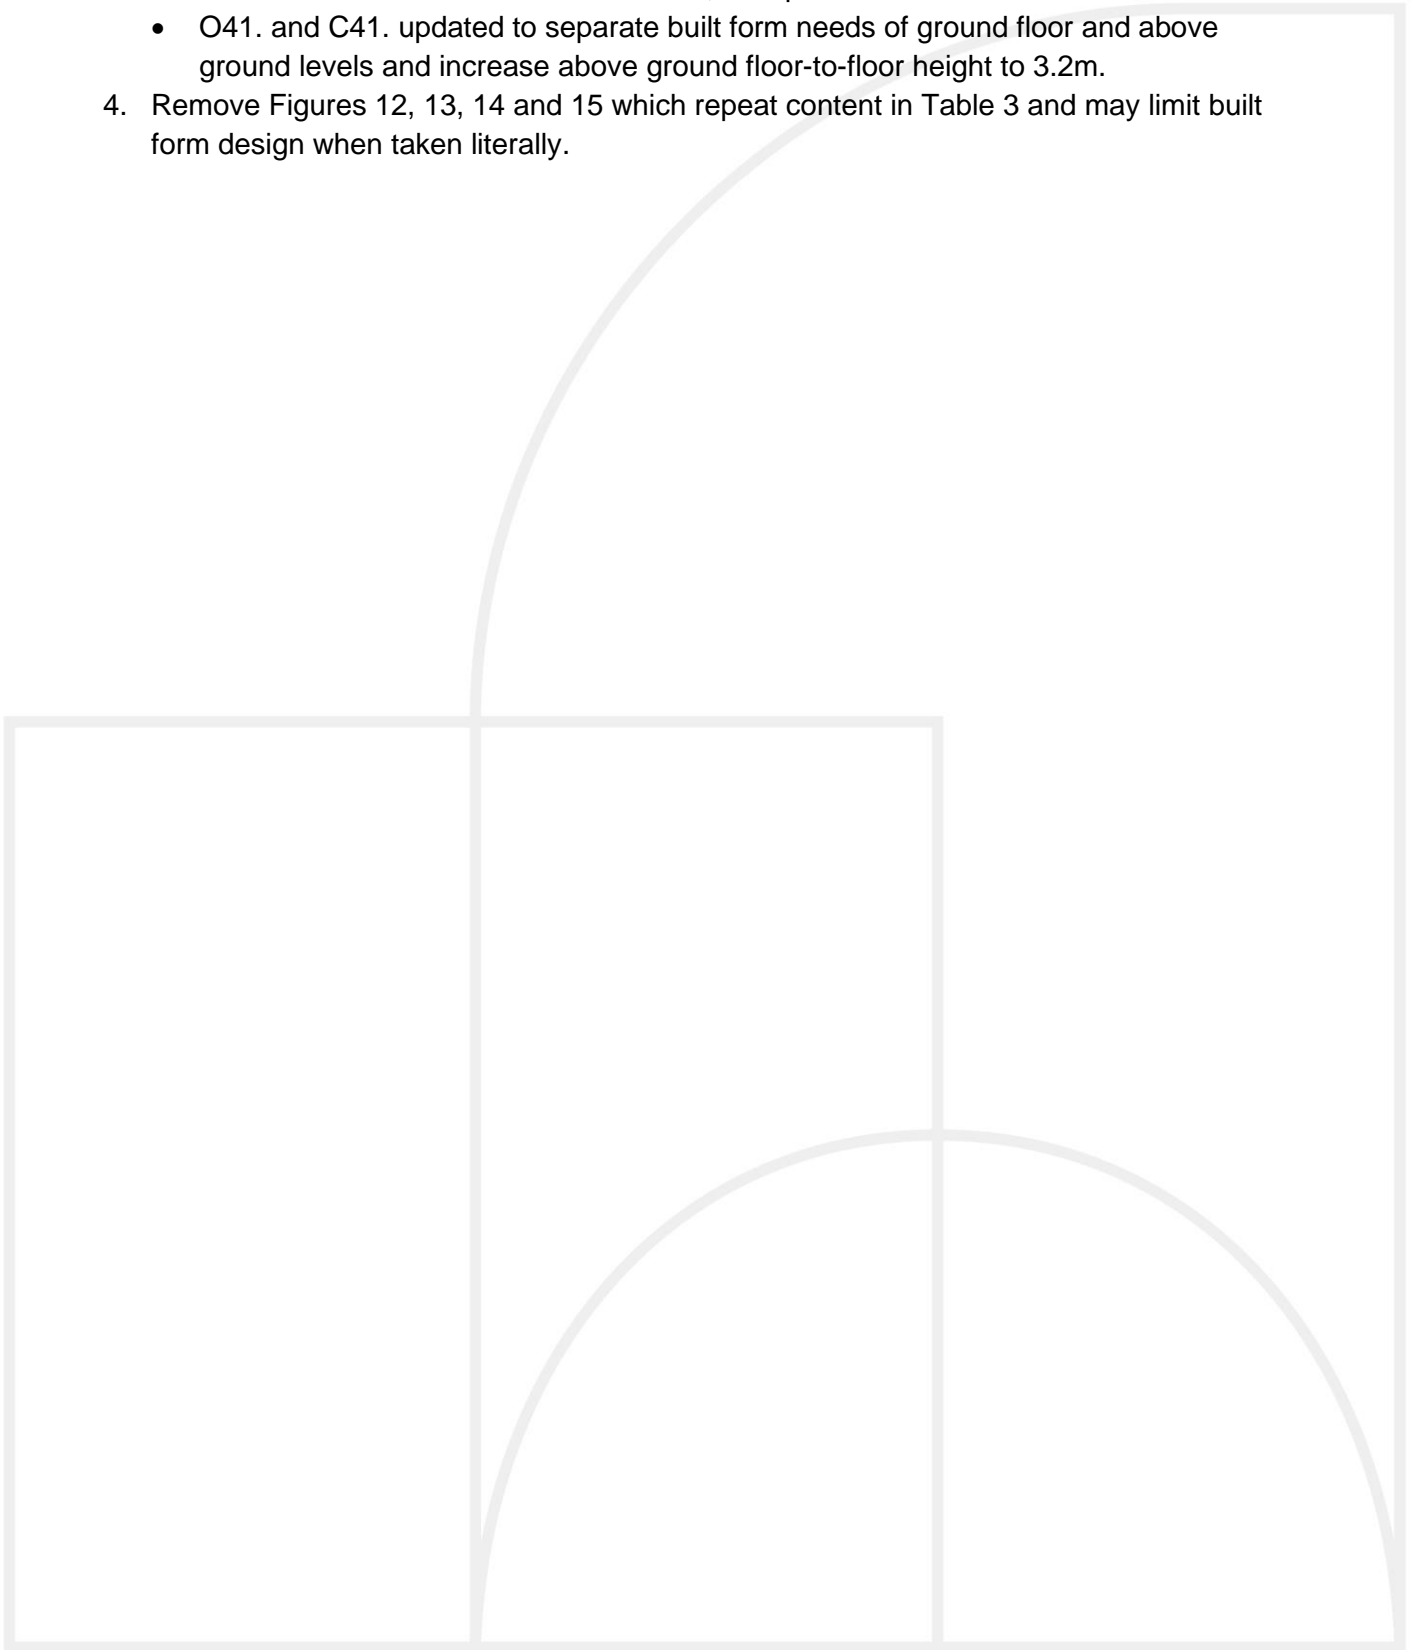 • O41. and C41. updated to separate built form needs of ground floor and above
ground levels and increase above ground floor-to-floor height to 3.2m.
4. Remove Figures 12, 13, 14 and 15 which repeat content in Table 3 and may limit built
form design when taken literally.